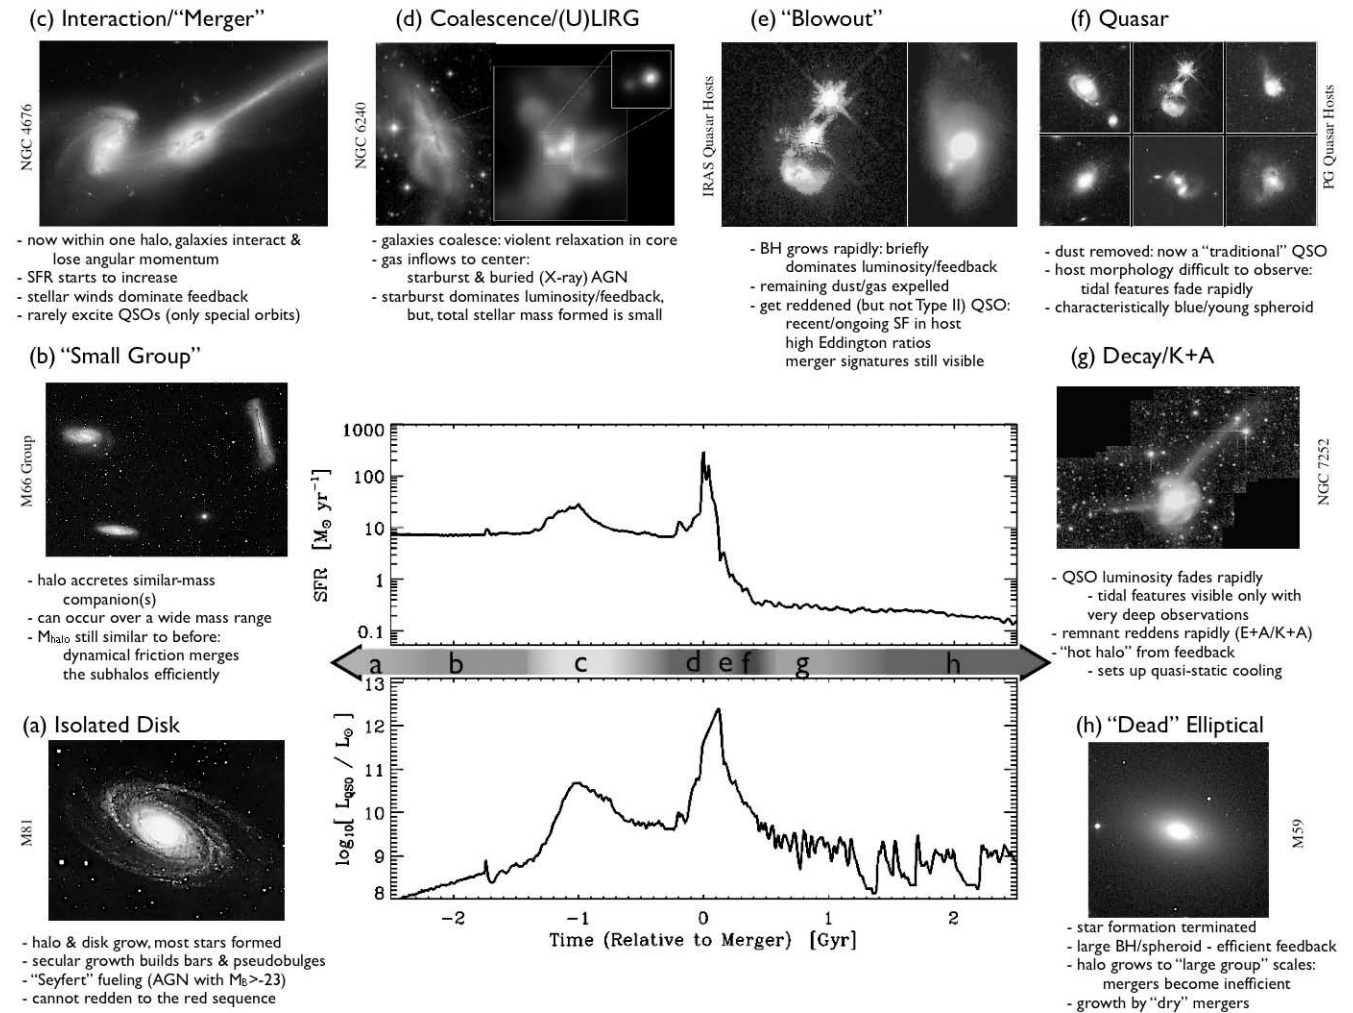 (c) Interaction/“Merger”
NGC 4676
- now within one halo, galaxies interact &
lose angular momentum
- SFR starts to increase
- stellar winds dominate feedback
- rarely excite QSOs (only special orbits)
(d) Coalescence/(U)LIRG
NGC 6240
- galaxies coalesce: violent relaxation in core
- gas inflows to center:
starburst & buried (X-ray) AGN
- starburst dominates luminosity/feedback,
but, total stellar mass formed is small
(e) “Blowout”
IRAS Quasar Hosts
- BH grows rapidly: briefly
dominates luminosity/feedback
- remaining dust/gas expelled
- get reddened (but not Type II) QSO:
recent/ongoing SF in host
high Eddington ratios
merger signatures still visible
(f) Quasar
PG Quasar Hosts
- dust removed: now a “traditional” QSO
- host morphology difficult to observe:
tidal features fade rapidly
- characteristically blue/young spheroid
(b) “Small Group”
M66 Group
- halo accretes similar-mass
companion(s)
- can occur over a wide mass range
- Mhalo still similar to before:
dynamical friction merges
the subhalos efficiently
(g) Decay/K+A
NGC 7252
- QSO luminosity fades rapidly
- tidal features visible only with
very deep observations
- remnant reddens rapidly (E+A/K+A)
- “hot halo” from feedback
- sets up quasi-static cooling
(a) Isolated Disk
M81
- halo & disk grow, most stars formed
- secular growth builds bars & pseudobulges
- “Seyfert” fueling (AGN with MB>-23)
- cannot redden to the red sequence
(h) “Dead” Elliptical
M59
- star formation terminated
- large BH/spheroid - efficient feedback
- halo grows to “large group” scales:
mergers become inefficient
- growth by “dry” mergers
SFR [M⊙ yr⁻¹]
1000
100
10
1
0.1
a b c d e f g h
log₁₀[ LQSO / L⊙ ]
13
12
11
10
9
8
-2 -1 0 1 2
Time (Relative to Merger) [Gyr]